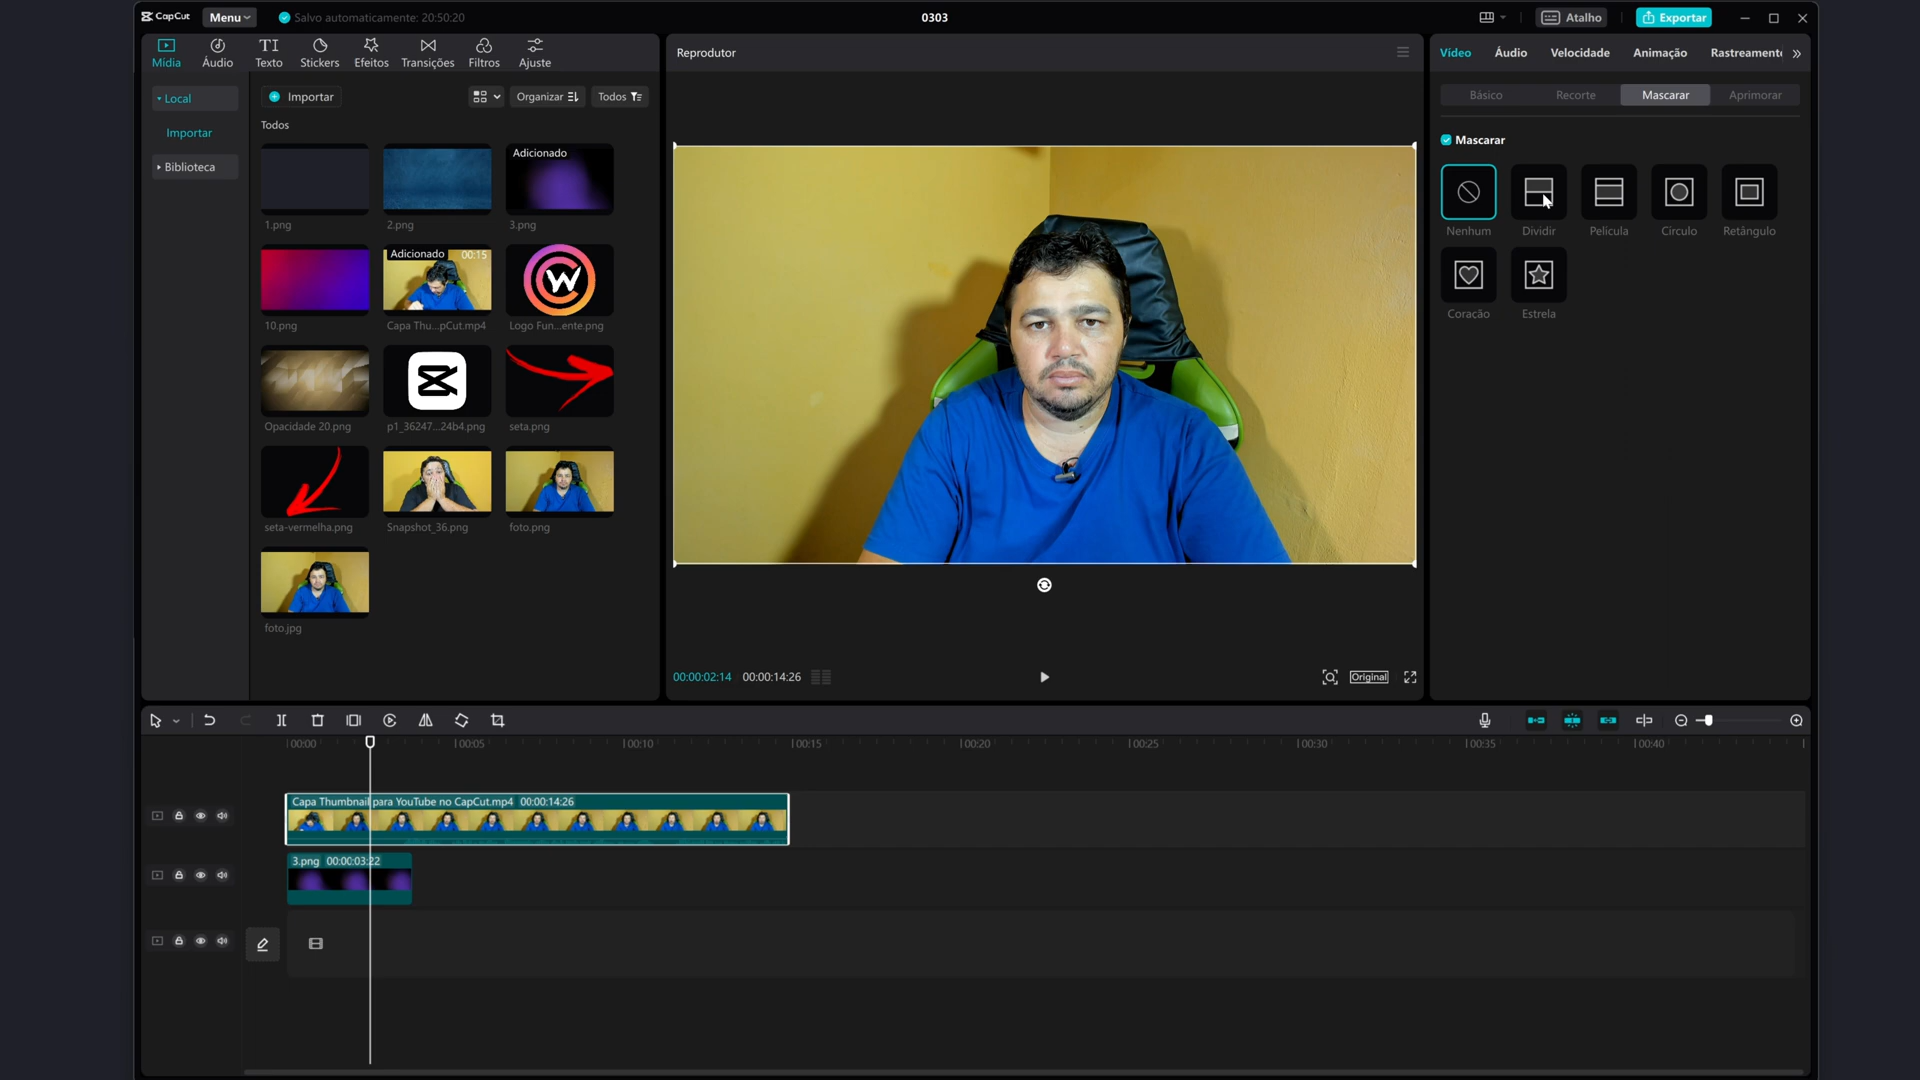 CapCut
Menu
Salvo automaticamente: 20:50:20
0303
Atalho
Exportar
Mídia
Áudio
Texto
Stickers
Efeitos
Transições
Filtros
Ajuste
Local
Importar
Biblioteca
Importar
Organizar
Todos
Todos
1.png
2.png
Adicionado
3.png
10.png
Adicionado
00:15
Capa Thu...pCut.mp4
Logo Fun...ente.png
Opacidade 20.png
p1_36247...24b4.png
seta.png
seta-vermelha.png
Snapshot_36.png
foto.png
foto.jpg
Reprodutor
00:00:02:14
00:00:14:26
Original
Vídeo
Áudio
Velocidade
Animação
Rastreament
Básico
Recorte
Mascarar
Aprimorar
Mascarar
Nenhum
Dividir
Película
Círculo
Retângulo
Coração
Estrela
00:00
00:05
00:10
00:15
00:20
00:25
00:30
00:35
00:40
Capa Thumbnail para YouTube no CapCut.mp4 00:00:14:26
3.png 00:00:03:22